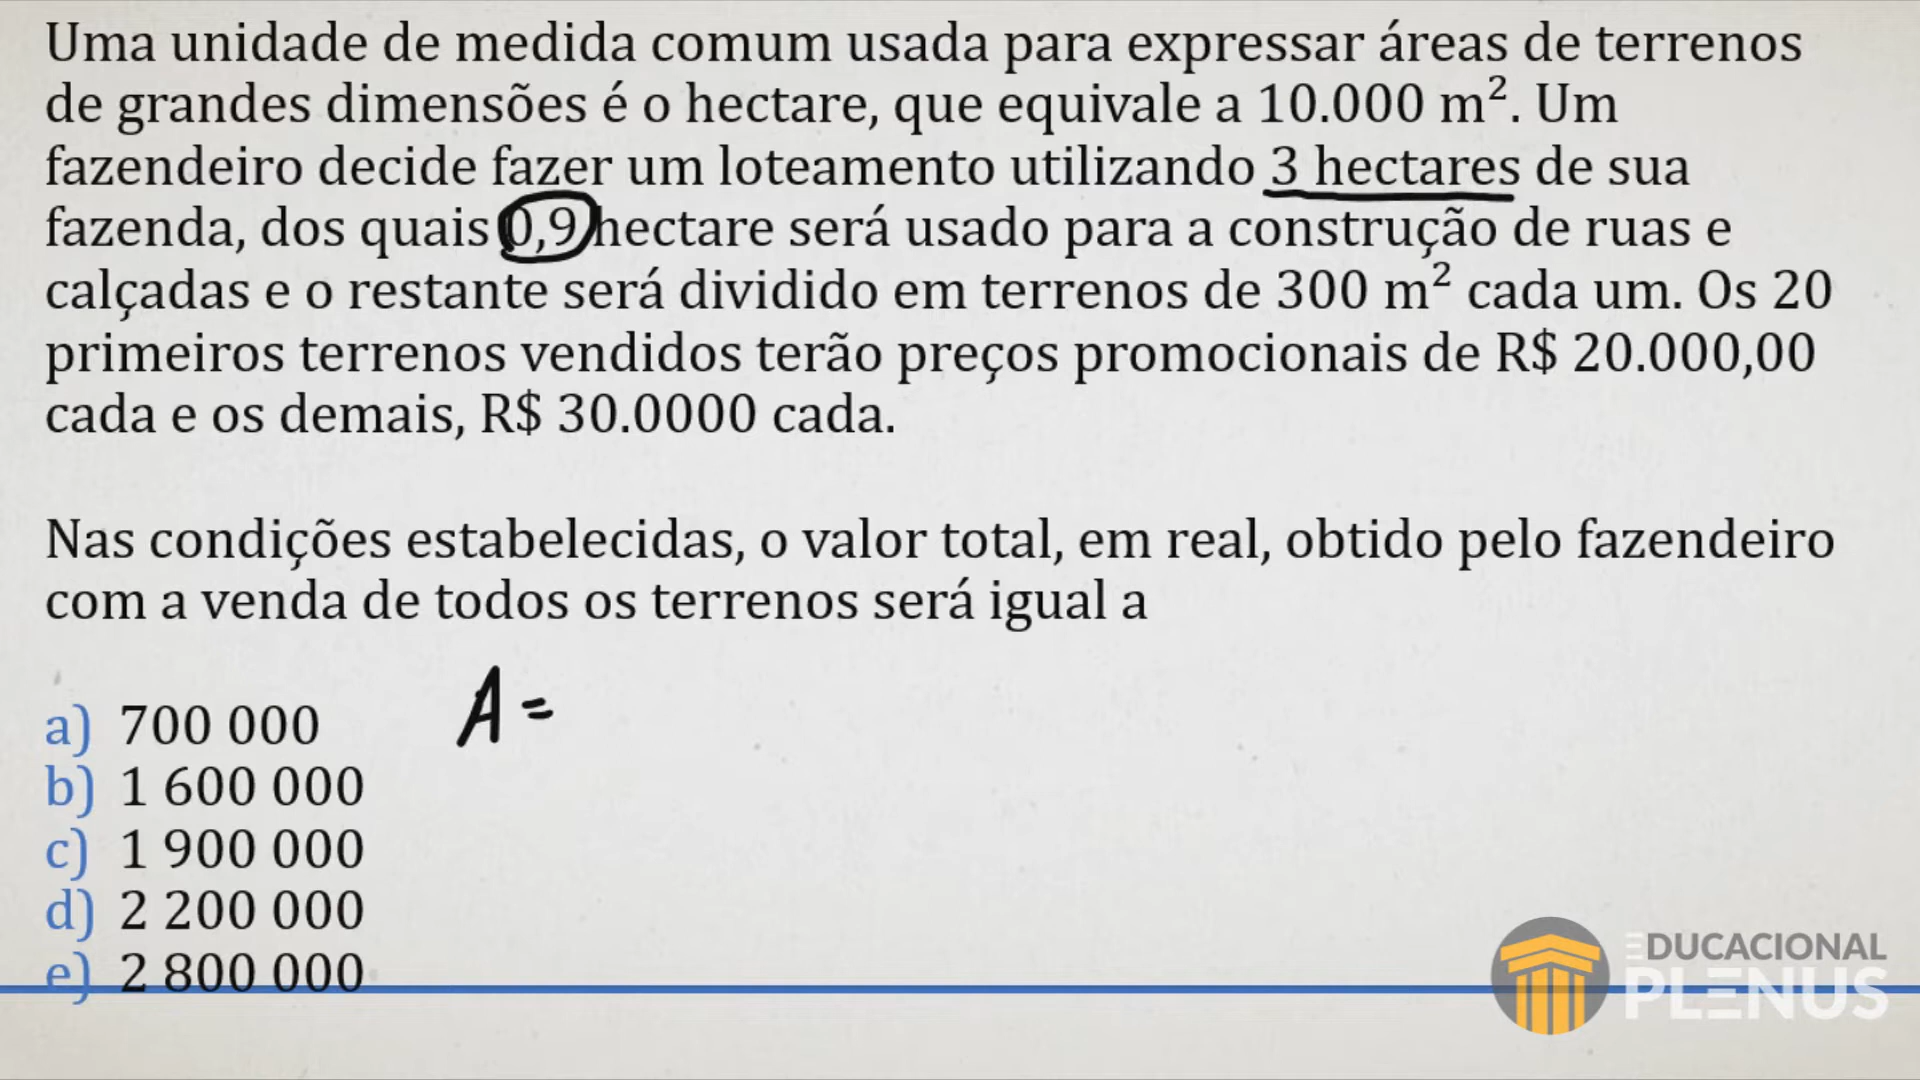 Uma unidade de medida comum usada para expressar áreas de terrenos
de grandes dimensões é o hectare, que equivale a 10.000 m². Um
fazendeiro decide fazer um loteamento utilizando 3 hectares de sua
fazenda, dos quais 0,9 hectare será usado para a construção de ruas e
calçadas e o restante será dividido em terrenos de 300 m² cada um. Os 20
primeiros terrenos vendidos terão preços promocionais de R$ 20.000,00
cada e os demais, R$ 30.0000 cada.
Nas condições estabelecidas, o valor total, em real, obtido pelo fazendeiro
com a venda de todos os terrenos será igual a
A =
a) 700 000
b) 1 600 000
c) 1 900 000
d) 2 200 000
e) 2 800 000
EDUCACIONAL
PLENUS